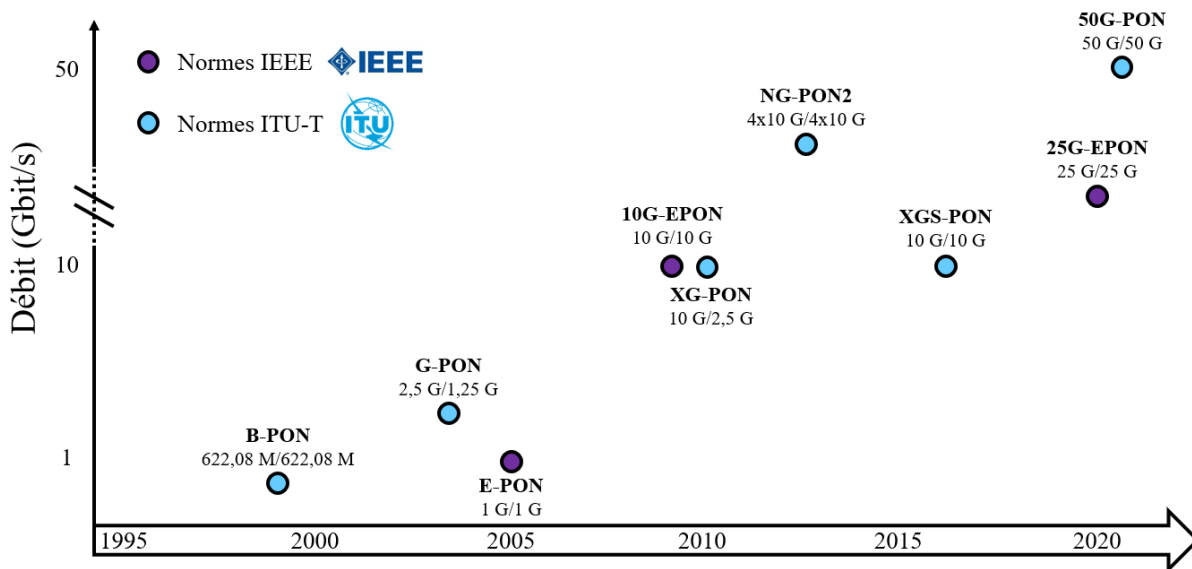 50G-PON
50 G/50 G
50
Normes IEEE IEEE
NG-PON2
4x10 G/4x10 G
Normes ITU-T ITU
25G-EPON
25 G/25 G
10G-EPON
10 G/10 G
XGS-PON
10 G/10 G
10
XG-PON
10 G/2,5 G
Débit (Gbit/s)
G-PON
2,5 G/1,25 G
B-PON
622,08 M/622,08 M
1
E-PON
1 G/1 G
1995 2000 2005 2010 2015 2020